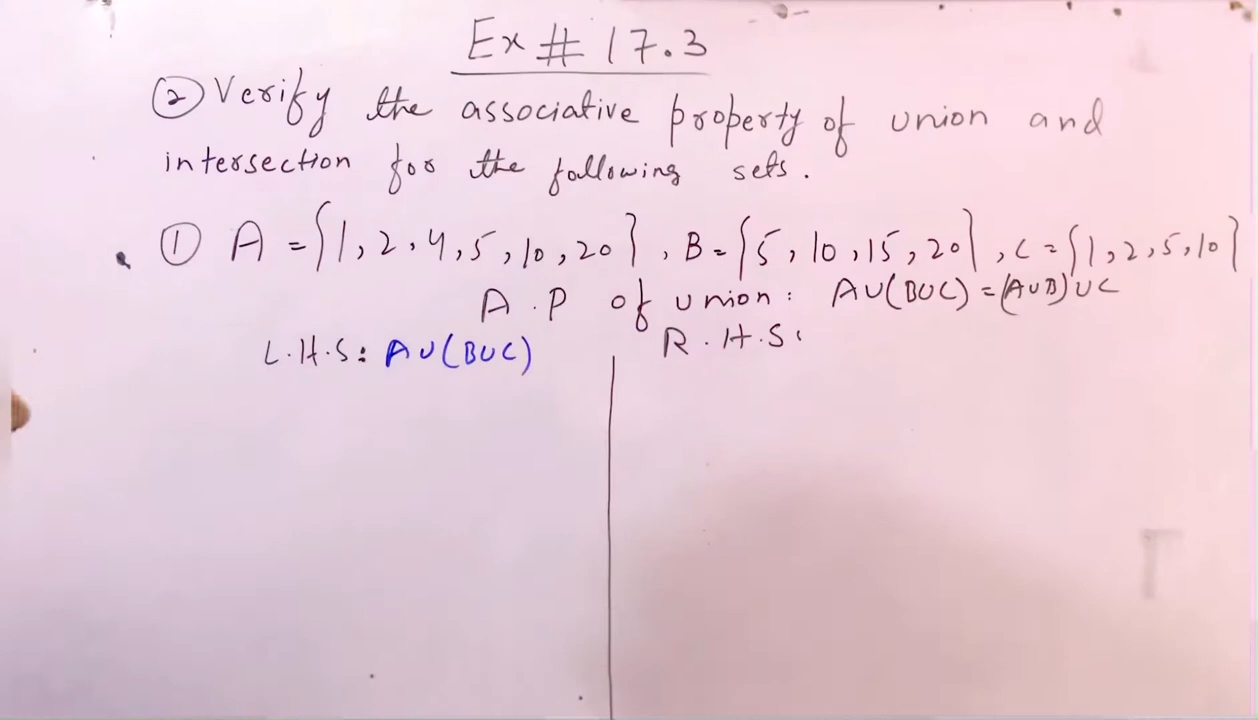 Ex # 17.3
② Verify the associative property of union and
intersection for the following sets.
① A = {1, 2, 4, 5, 10, 20}, B = {5, 10, 15, 20}, C = {1, 2, 5, 10}
A.P of union: A∪(B∪C) = (A∪B)∪C
L.H.S: A∪(B∪C)
R.H.S: